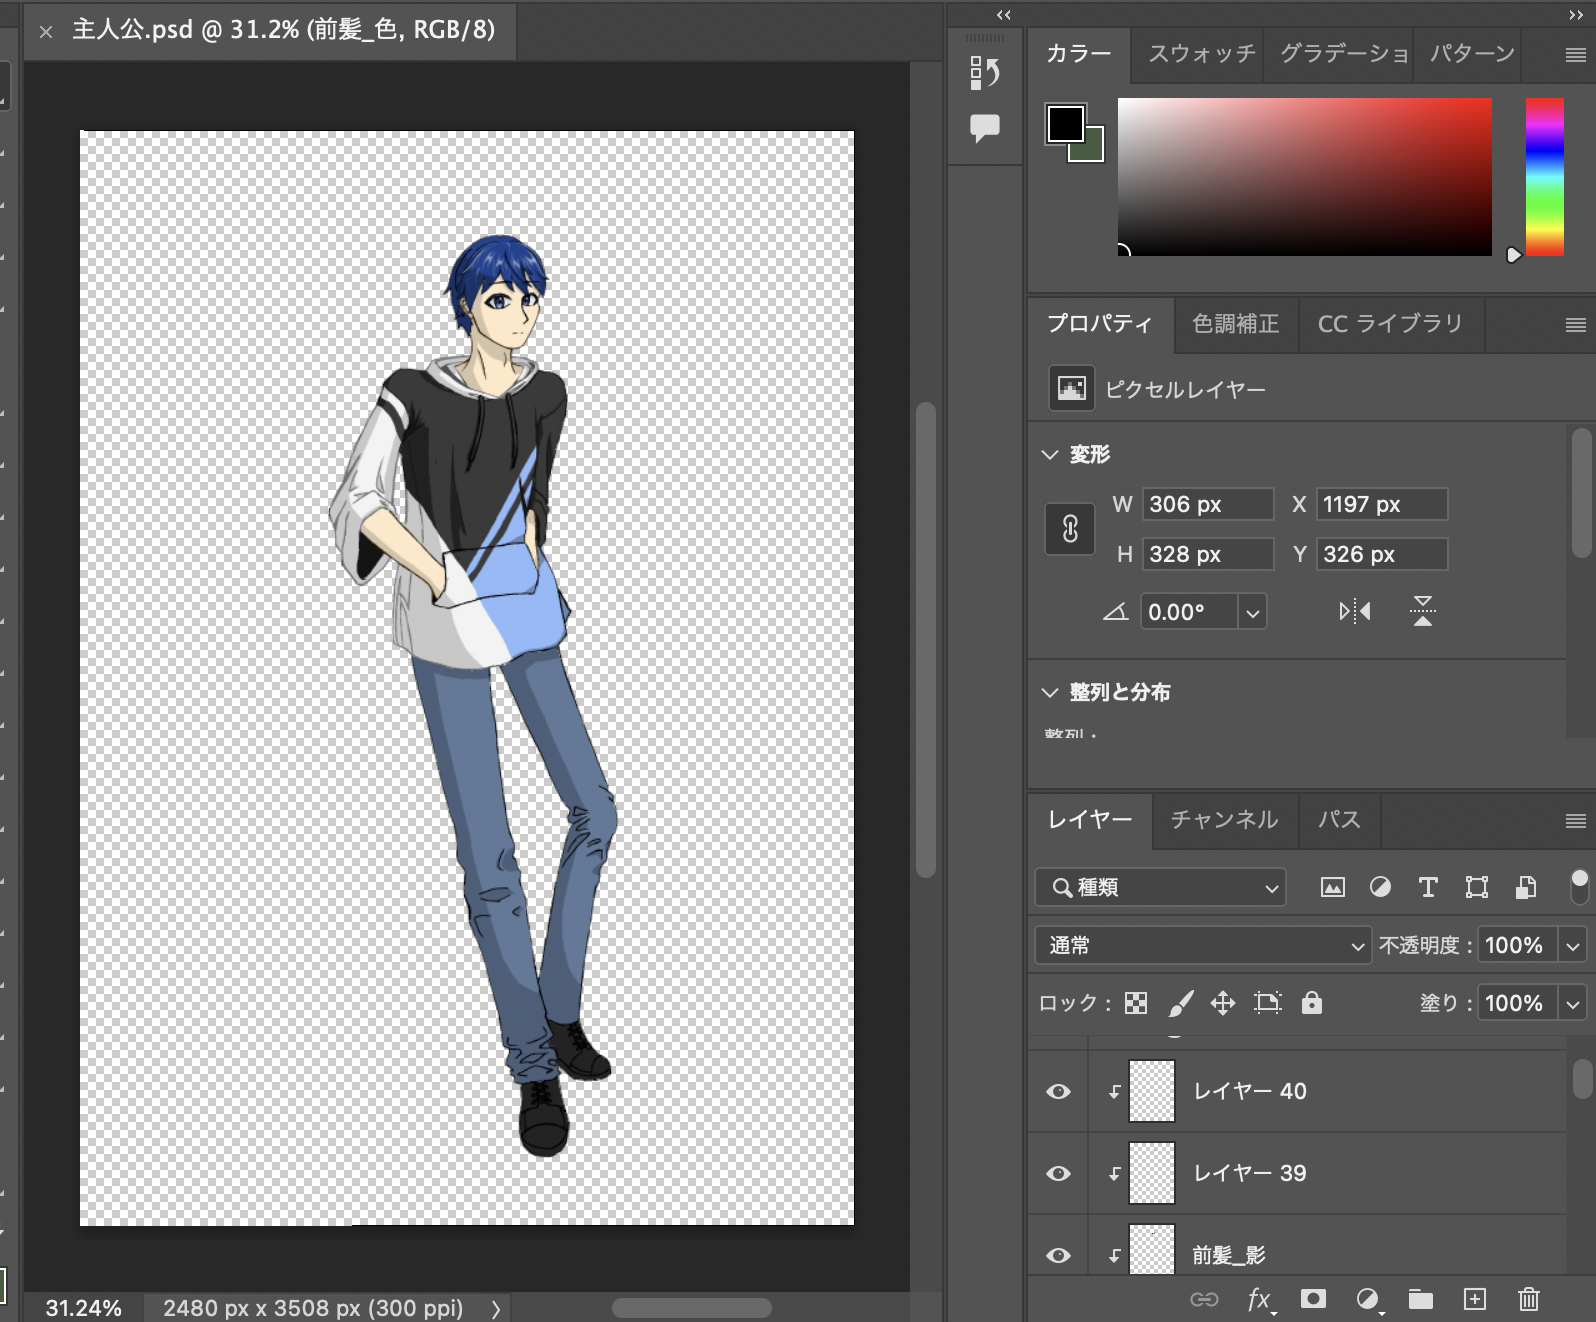 × 主人公.psd @ 31.2% (前髪_色, RGB/8)
カラー スウォッチ グラデーショ パターン
プロパティ 色調補正 CC ライブラリ
ピクセルレイヤー
変形
W 306 px X 1197 px
H 328 px Y 326 px
0.00°
整列と分布
整列：
レイヤー チャンネル パス
種類
通常 不透明度： 100%
ロック： 塗り： 100%
レイヤー 40
レイヤー 39
前髪_影
fx
31.24% 2480 px x 3508 px (300 ppi)